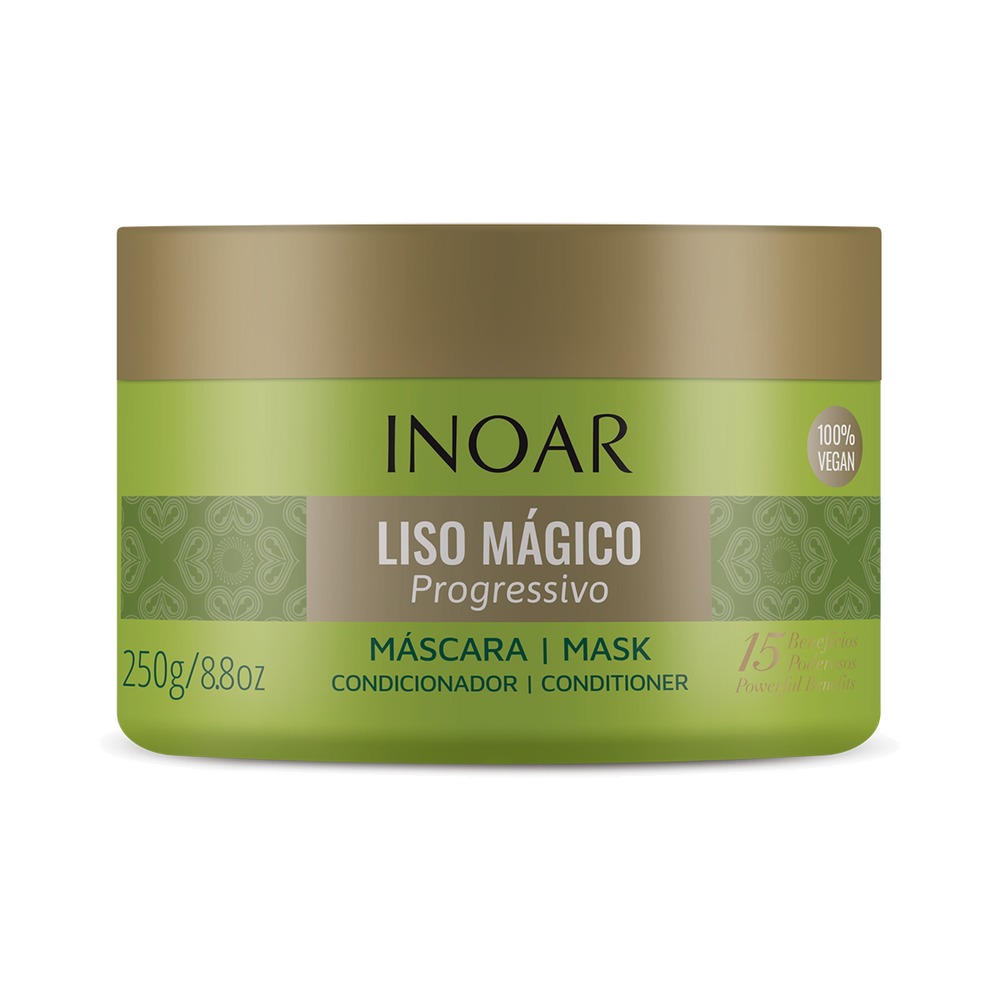 INOAR
100%
VEGAN
LISO MÁGICO
Progressivo
MÁSCARA | MASK
CONDICIONADOR | CONDITIONER
250g/8.8oz
15 Benefícios
Poderosos
Powerful Benefits